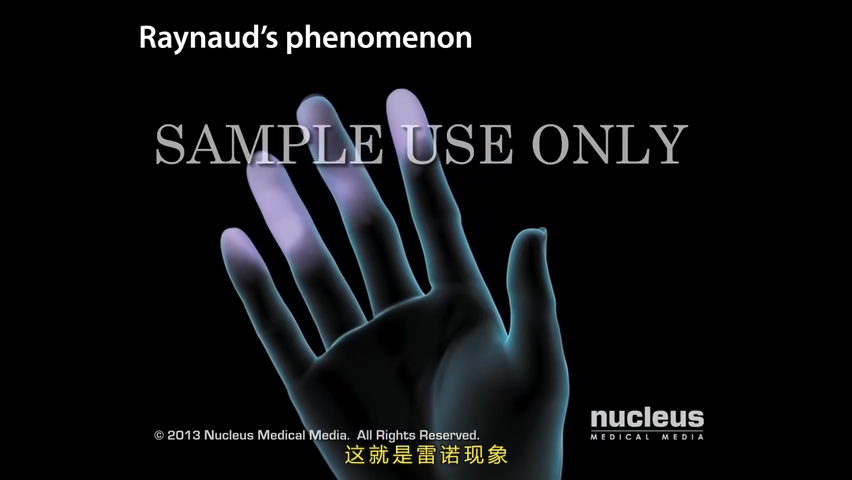 Raynaud’s phenomenon
SAMPLE USE ONLY
nucleus
MEDICAL MEDIA
© 2013 Nucleus Medical Media. All Rights Reserved.
这就是雷诺现象